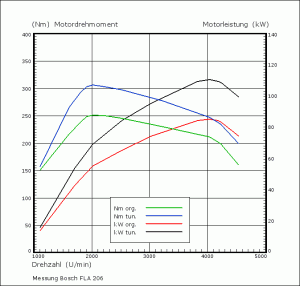 (Nm) Motordrehmoment Motorleistung (kW)
400 140
350 120
300 100
250 80
200 60
150 40
100 20
50 0
0
1000 2000 3000 4000 5000
Nm org.
Nm tun.
kW org.
kW tun.
Drehzahl (U/min)
Messung Bosch FLA 206